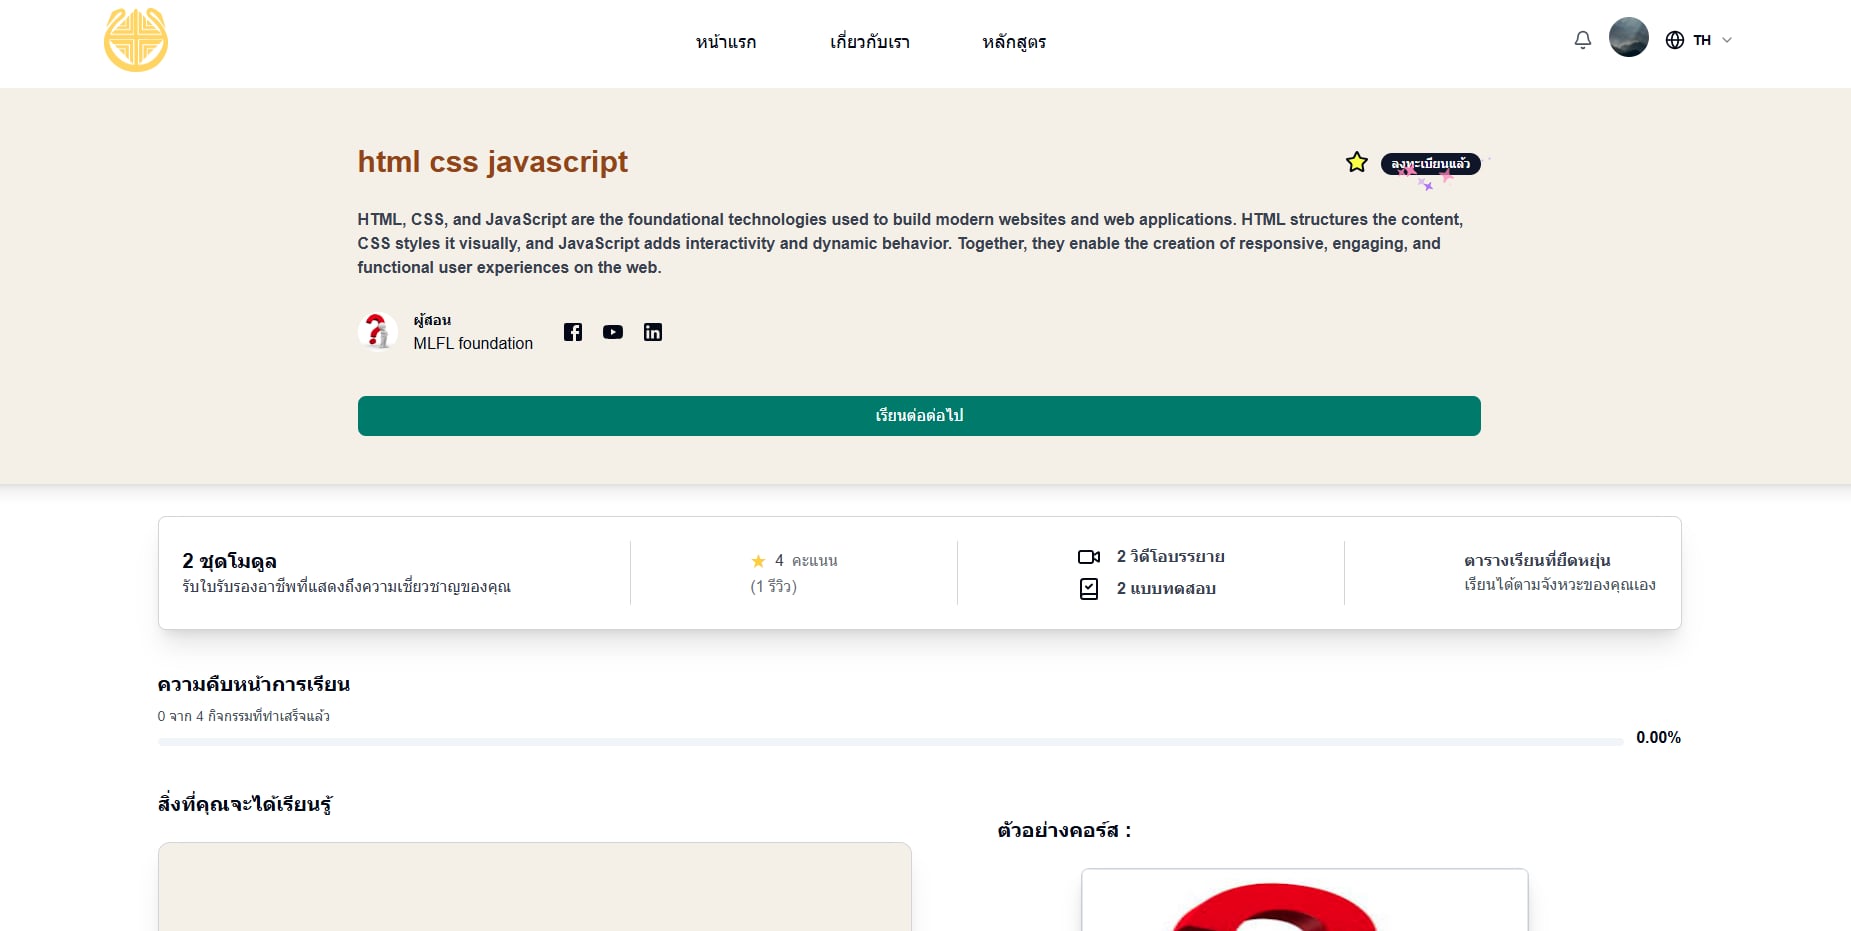 หน้าแรก
เกี่ยวกับเรา
หลักสูตร
TH
html css javascript
ลงทะเบียนแล้ว
HTML, CSS, and JavaScript are the foundational technologies used to build modern websites and web applications. HTML structures the content,
CSS styles it visually, and JavaScript adds interactivity and dynamic behavior. Together, they enable the creation of responsive, engaging, and
functional user experiences on the web.
ผู้สอน
MLFL foundation
เรียนต่อต่อไป
2 ชุดโมดูล
รับใบรับรองอาชีพที่แสดงถึงความเชี่ยวชาญของคุณ
4 คะแนน
(1 รีวิว)
2 วิดีโอบรรยาย
2 แบบทดสอบ
ตารางเรียนที่ยืดหยุ่น
เรียนได้ตามจังหวะของคุณเอง
ความคืบหน้าการเรียน
0 จาก 4 กิจกรรมที่ทำเสร็จแล้ว
0.00%
สิ่งที่คุณจะได้เรียนรู้
ตัวอย่างคอร์ส :